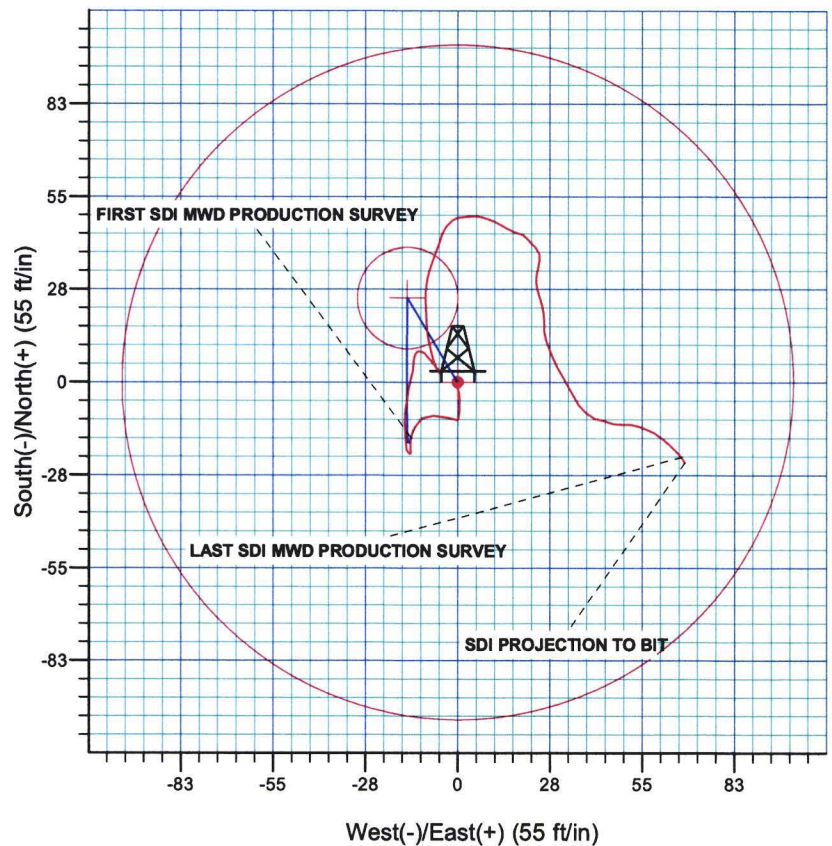 83
55
FIRST SDI MWD PRODUCTION SURVEY
28
0
-28
LAST SDI MWD PRODUCTION SURVEY
-55
SDI PROJECTION TO BIT
-83
South(-)/North(+) (55 ft/in)
-83 -55 -28 0 28 55 83
West(-)/East(+) (55 ft/in)